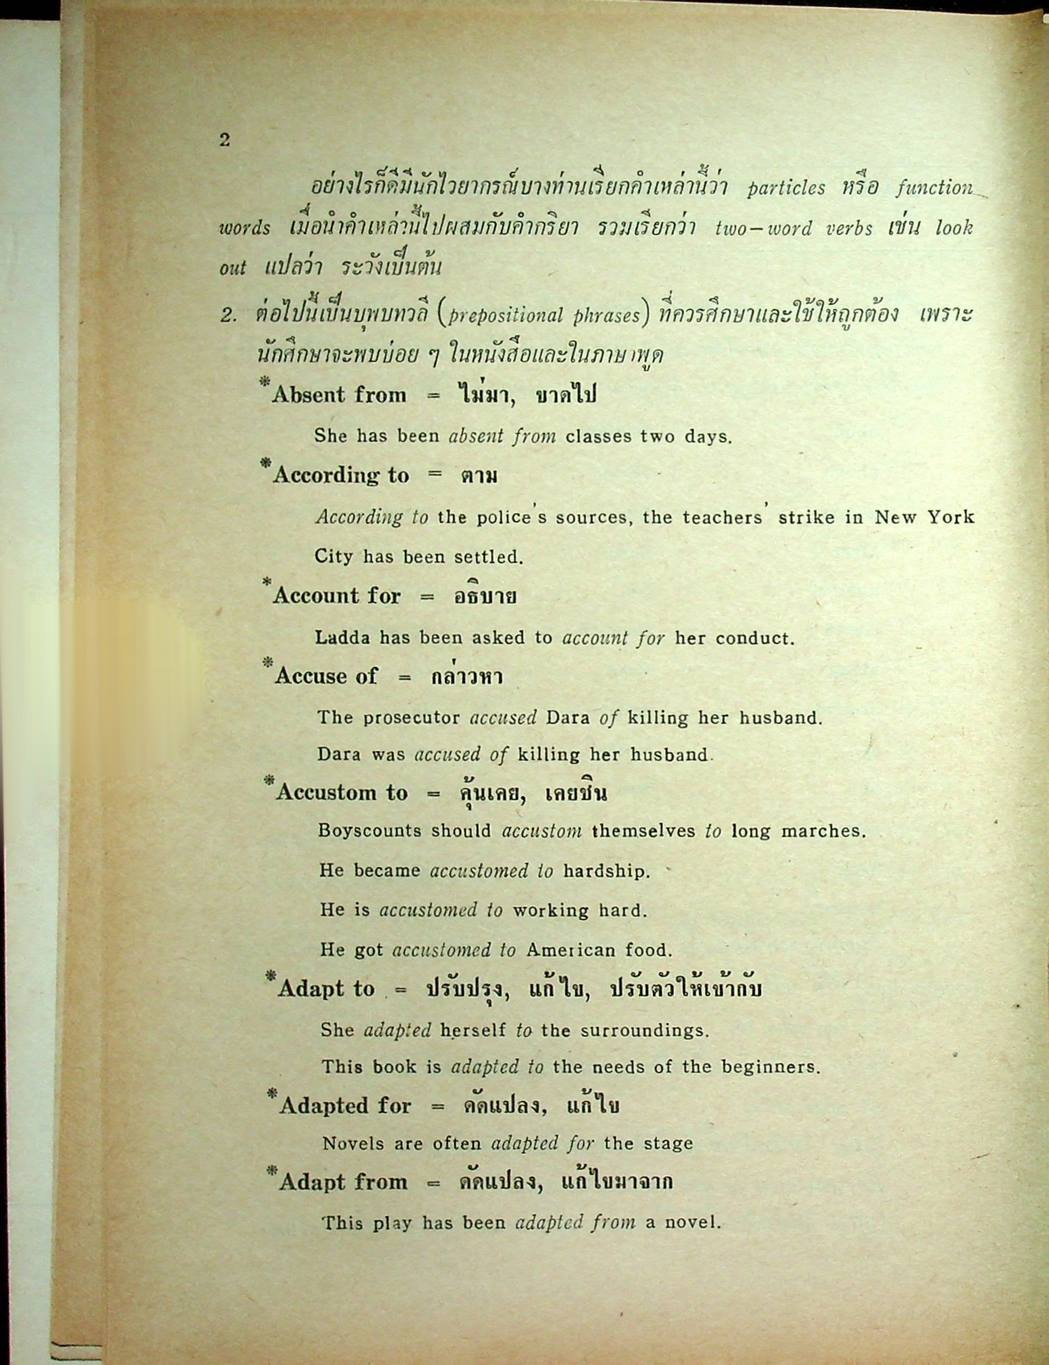 2
อย่างไรก็ดีมีนักไวยากรณ์บางท่านเรียกคำเหล่านี้ว่า particles หรือ function
words เมื่อนำคำเหล่านี้ไปผสมกับคำกริยา รวมเรียกว่า two-word verbs เช่น look
out แปลว่า ระวังเป็นต้น
2. ต่อไปนี้เป็นบุพบทวลี (prepositional phrases) ที่ควรศึกษาและใช้ให้ถูกต้อง เพราะ
นักศึกษาจะพบบ่อย ๆ ในหนังสือและในภาษาพูด
*Absent from = ไม่มา, ขาดไป
She has been absent from classes two days.
*According to = ตาม
According to the police's sources, the teachers' strike in New York
City has been settled.
*Account for = อธิบาย
Ladda has been asked to account for her conduct.
*Accuse of = กล่าวหา
The prosecutor accused Dara of killing her husband.
Dara was accused of killing her husband.
*Accustom to = คุ้นเคย, เคยชิน
Boyscounts should accustom themselves to long marches.
He became accustomed to hardship.
He is accustomed to working hard.
He got accustomed to American food.
*Adapt to = ปรับปรุง, แก้ไข, ปรับตัวให้เข้ากับ
She adapted herself to the surroundings.
This book is adapted to the needs of the beginners.
*Adapted for = ดัดแปลง, แก้ไข
Novels are often adapted for the stage
*Adapt from = ดัดแปลง, แก้ไขมาจาก
This play has been adapted from a novel.